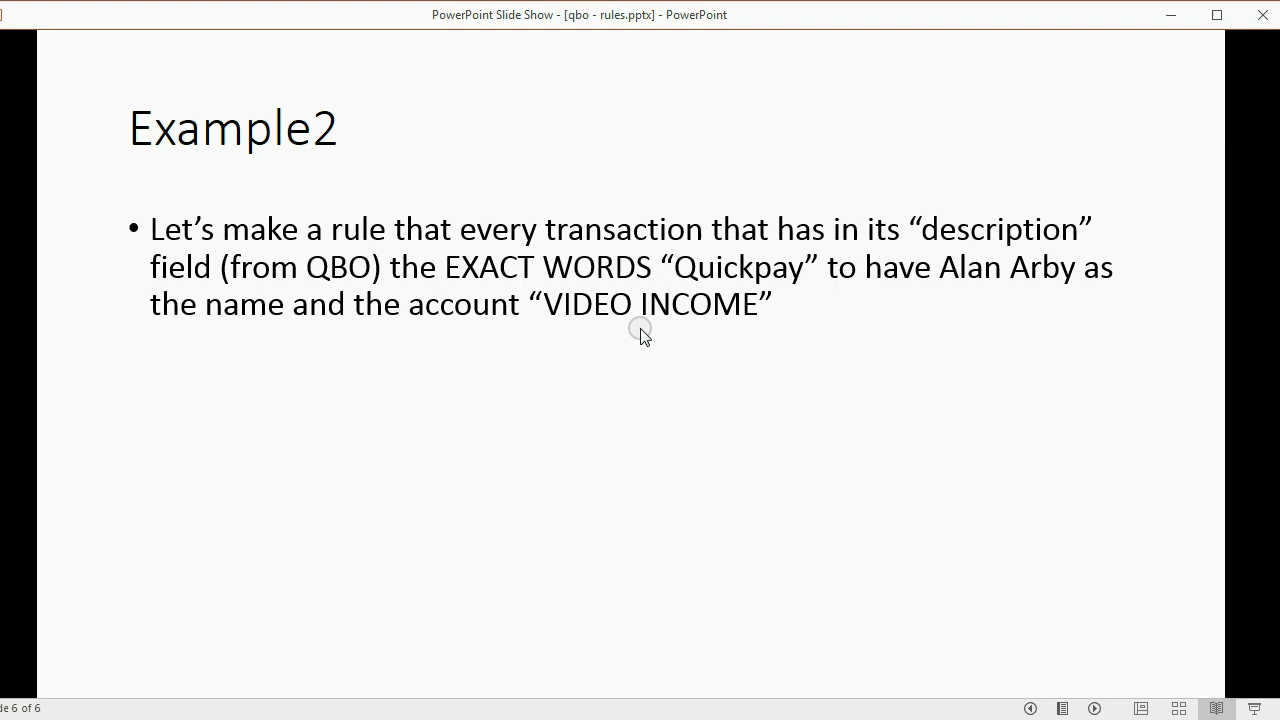 PowerPoint Slide Show - [qbo - rules.pptx] - PowerPoint
Example2
• Let’s make a rule that every transaction that has in its “description”
field (from QBO) the EXACT WORDS “Quickpay” to have Alan Arby as
the name and the account “VIDEO INCOME”
de 6 of 6